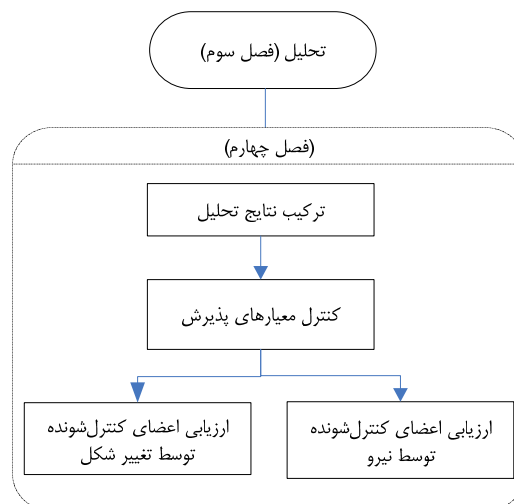 تحلیل (فصل سوم)
(فصل چهارم)
ترکیب نتایج تحلیل
کنترل معیارهای پذیرش
ارزیابی اعضای کنترل‌شونده
توسط نیرو
ارزیابی اعضای کنترل‌شونده
توسط تغییر شکل